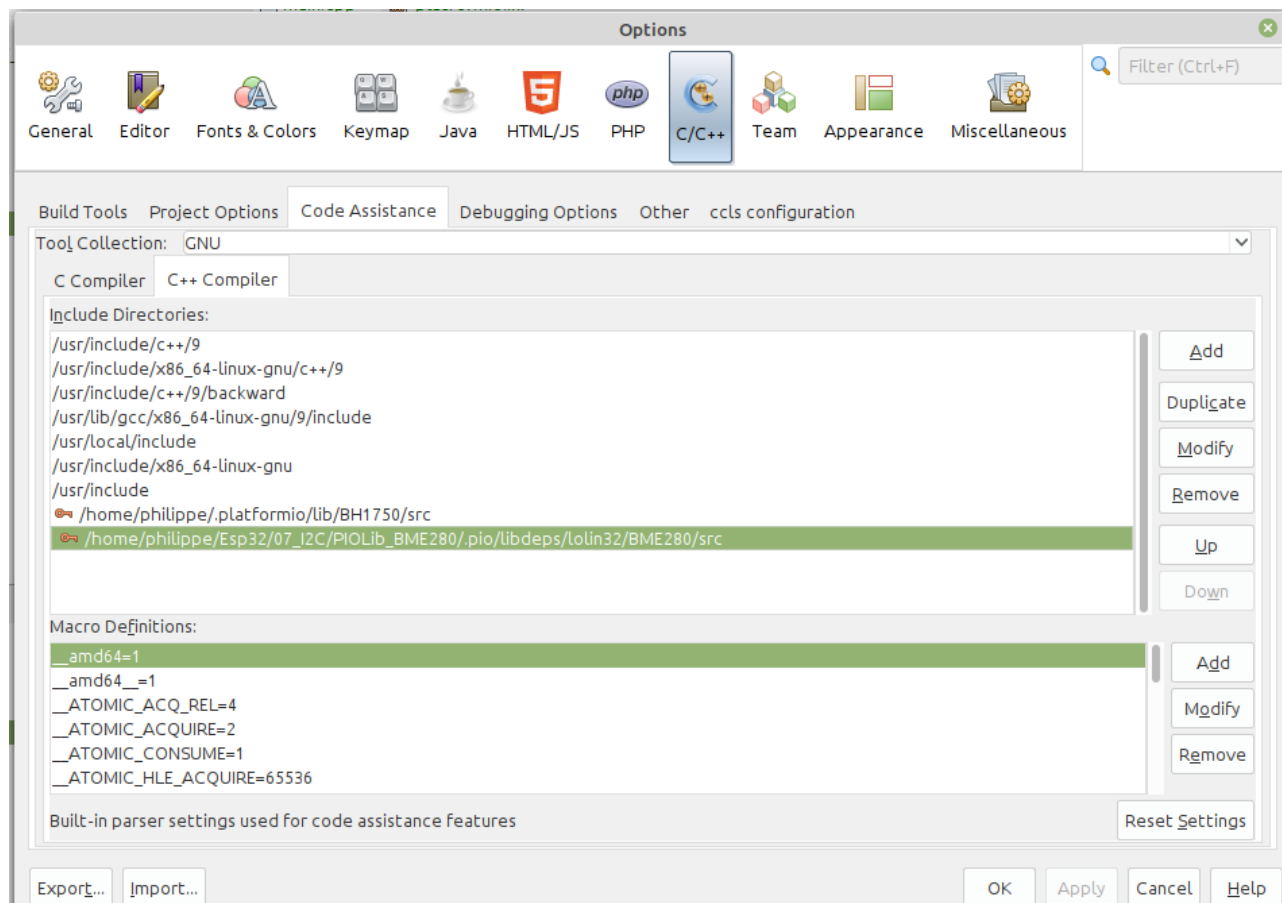 Options
Filter (Ctrl+F)
General Editor Fonts & Colors Keymap Java HTML/JS PHP C/C++ Team Appearance Miscellaneous
Build Tools Project Options Code Assistance Debugging Options Other ccls configuration
Tool Collection: GNU
C Compiler C++ Compiler
Include Directories:
/usr/include/c++/9
/usr/include/x86_64-linux-gnu/c++/9
/usr/include/c++/9/backward
/usr/lib/gcc/x86_64-linux-gnu/9/include
/usr/local/include
/usr/include/x86_64-linux-gnu
/usr/include
/home/philippe/.platformio/lib/BH1750/src
/home/philippe/Esp32/07_I2C/PIOLib_BME280/.pio/libdeps/lolin32/BME280/src
Add
Duplicate
Modify
Remove
Up
Down
Macro Definitions:
__amd64=1
__amd64__=1
__ATOMIC_ACQ_REL=4
__ATOMIC_ACQUIRE=2
__ATOMIC_CONSUME=1
__ATOMIC_HLE_ACQUIRE=65536
Add
Modify
Remove
Built-in parser settings used for code assistance features
Reset Settings
Export... Import... OK Apply Cancel Help